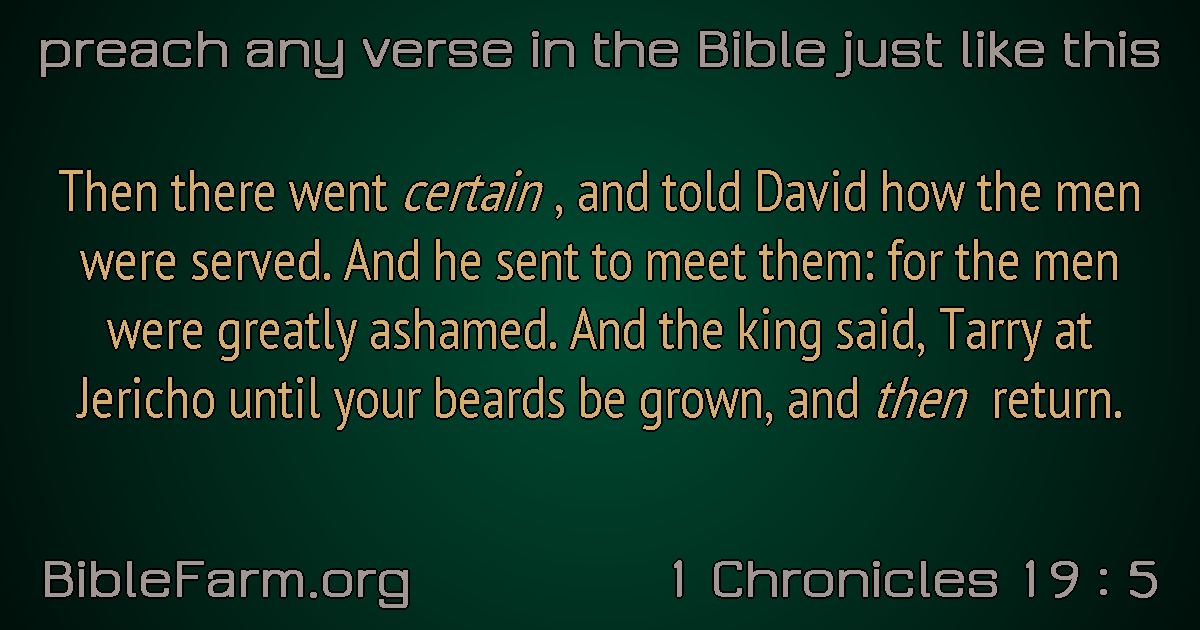 preach any verse in the Bible just like this
Then there went certain , and told David how the men
were served. And he sent to meet them: for the men
were greatly ashamed. And the king said, Tarry at
Jericho until your beards be grown, and then return.
BibleFarm.org
1 Chronicles 19 : 5